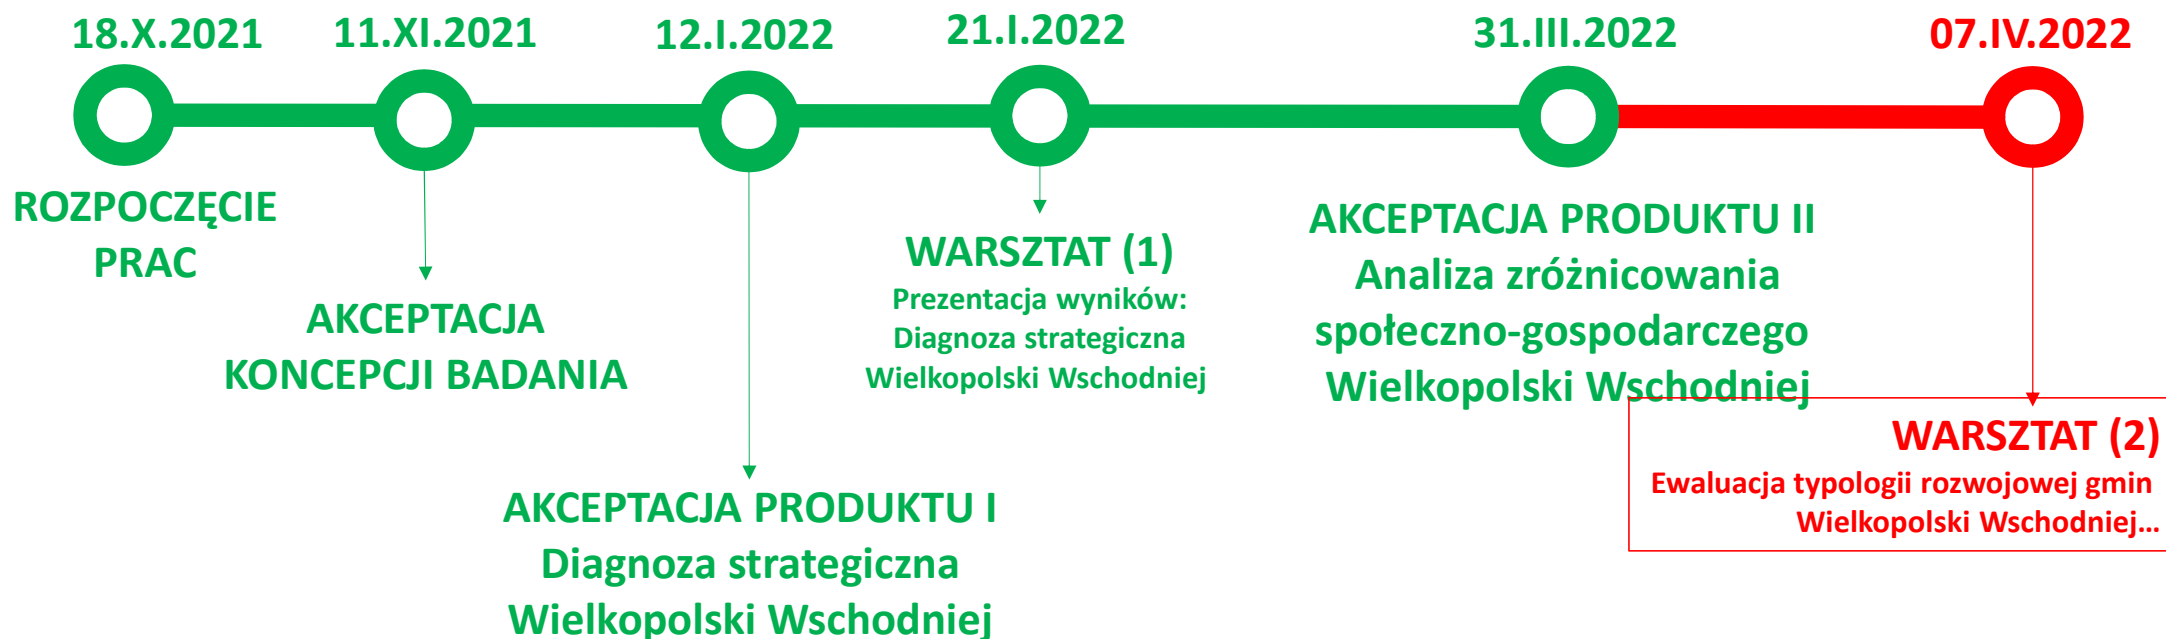 18.X.2021
11.XI.2021
12.I.2022
21.I.2022
31.III.2022
07.IV.2022
ROZPOCZĘCIE
PRAC
AKCEPTACJA
KONCEPCJI BADANIA
AKCEPTACJA PRODUKTU I
Diagnoza strategiczna
Wielkopolski Wschodniej
WARSZTAT (1)
Prezentacja wyników:
Diagnoza strategiczna
Wielkopolski Wschodniej
AKCEPTACJA PRODUKTU II
Analiza zróżnicowania
społeczno-gospodarczego
Wielkopolski Wschodniej
WARSZTAT (2)
Ewaluacja typologii rozwojowej gmin
Wielkopolski Wschodniej…